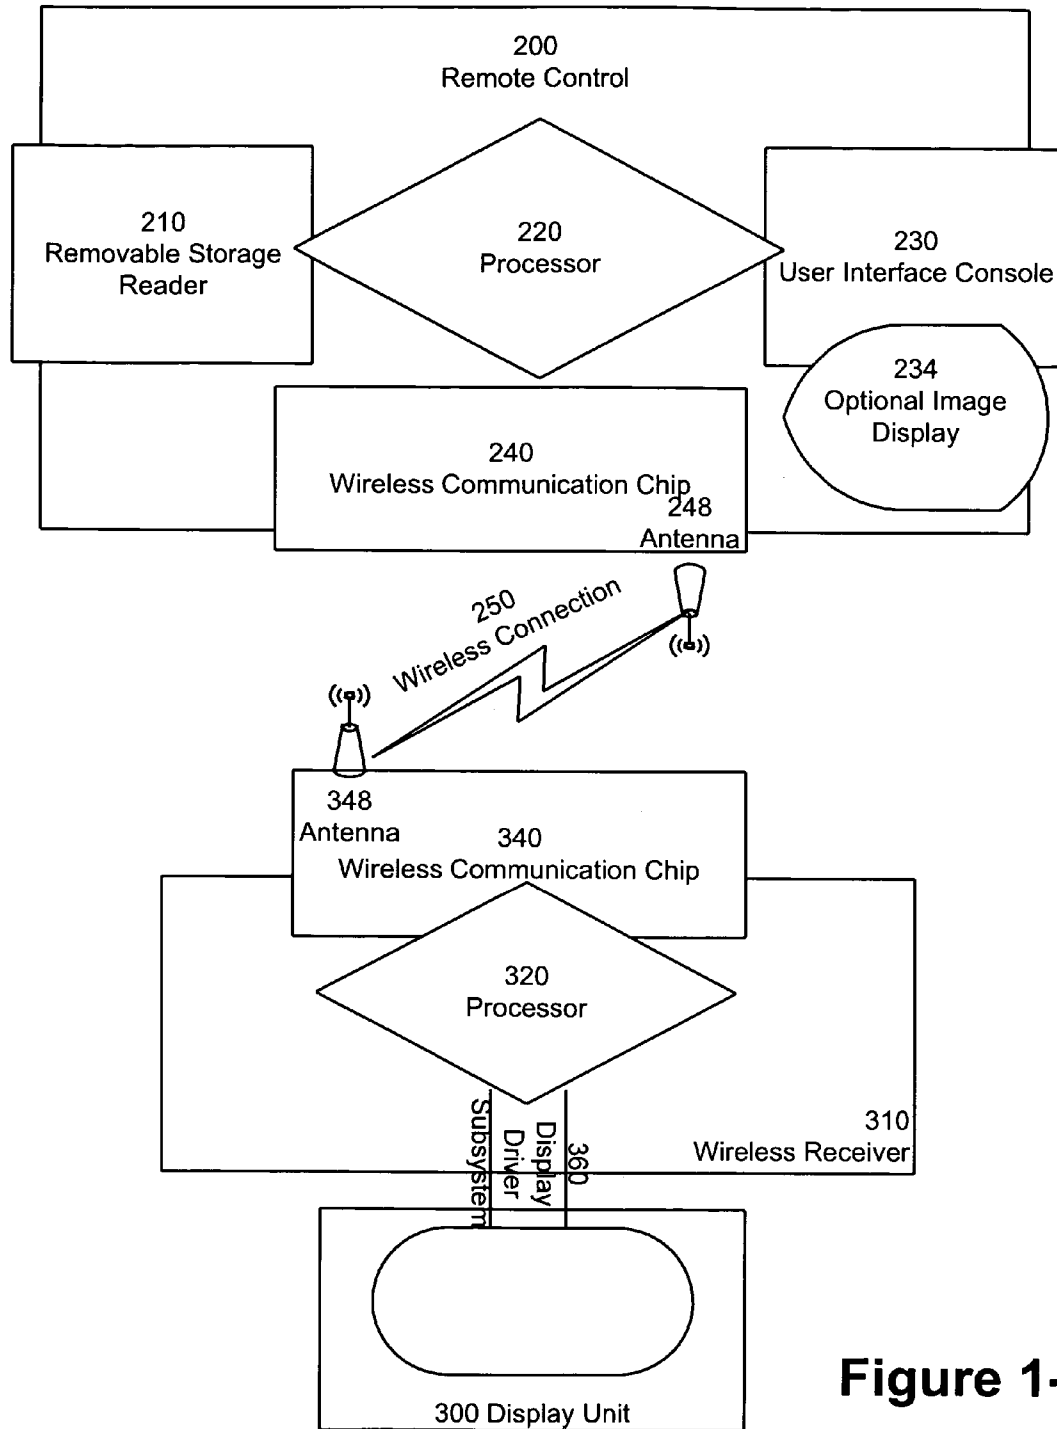 200
Remote Control
210
Removable Storage
Reader
220
Processor
230
User Interface Console
234
Optional Image
Display
240
Wireless Communication Chip
248
Antenna
250
Wireless Connection
348
Antenna
340
Wireless Communication Chip
320
Processor
310
Wireless Receiver
360
Display
Driver
Subsystem
300 Display Unit
Figure 1-